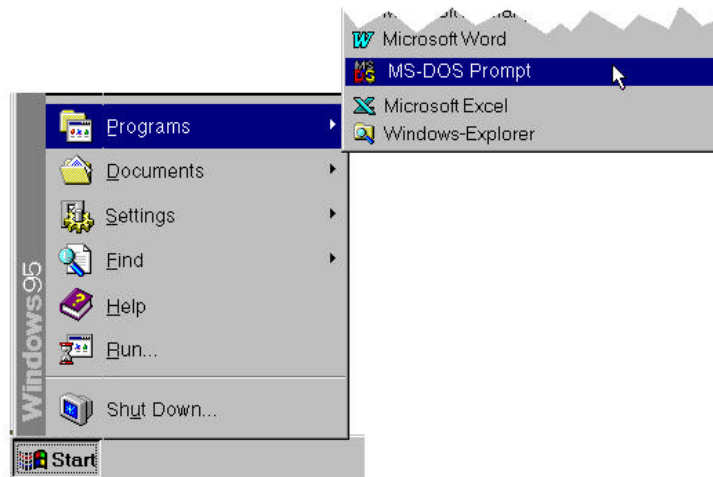 Microsoft Word
MS-DOS Prompt
Microsoft Excel
Windows-Explorer
Programs
Documents
Settings
Find
Help
Run...
Shut Down...
Windows95
Start